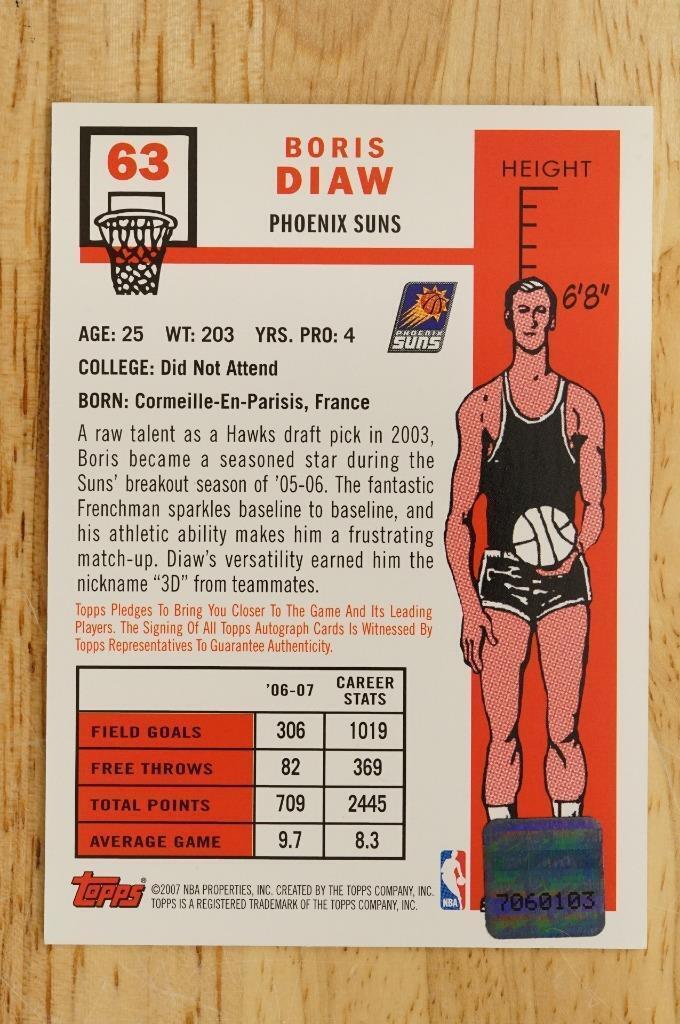 63
BORIS
DIAW
PHOENIX SUNS
HEIGHT
6'8"
PHOENIX
SUNS
AGE: 25 WT: 203 YRS. PRO: 4
COLLEGE: Did Not Attend
BORN: Cormeille-En-Parisis, France
A raw talent as a Hawks draft pick in 2003,
Boris became a seasoned star during the
Suns' breakout season of '05-06. The fantastic
Frenchman sparkles baseline to baseline, and
his athletic ability makes him a frustrating
match-up. Diaw's versatility earned him the
nickname "3D" from teammates.
Topps Pledges To Bring You Closer To The Game And Its Leading
Players. The Signing Of All Topps Autograph Cards Is Witnessed By
Topps Representatives To Guarantee Authenticity.
'06-07 CAREER STATS
FIELD GOALS 306 1019
FREE THROWS 82 369
TOTAL POINTS 709 2445
AVERAGE GAME 9.7 8.3
Topps® ©2007 NBA PROPERTIES, INC. CREATED BY THE TOPPS COMPANY, INC.
TOPPS IS A REGISTERED TRADEMARK OF THE TOPPS COMPANY, INC.
NBA
7060103